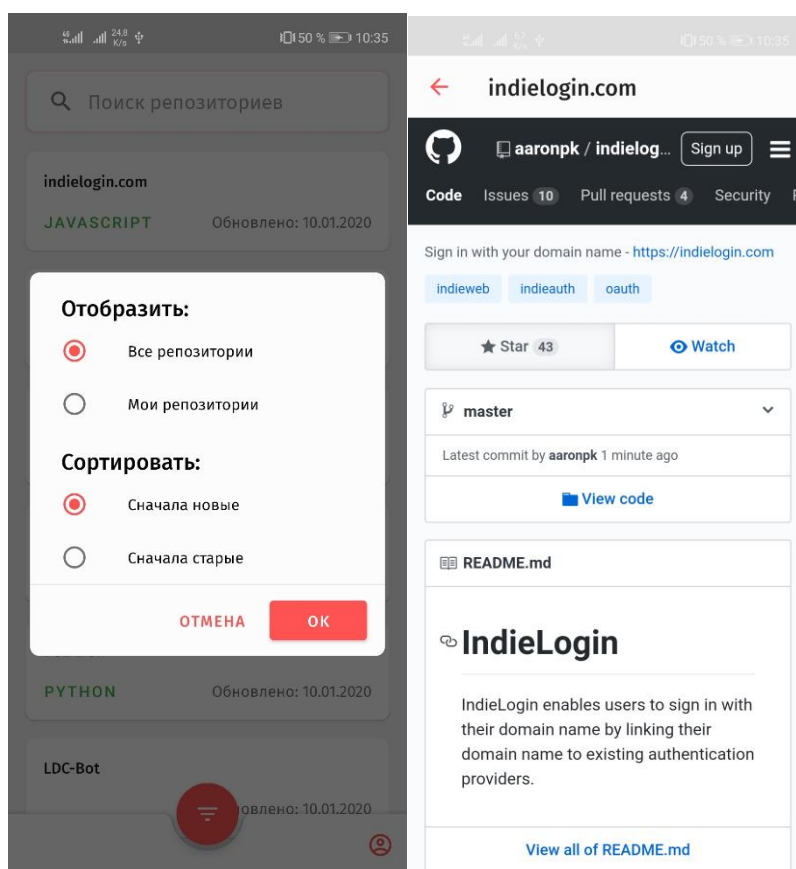 24,8
K/s
50 % 10:35
Поиск репозиториев
indielogin.com
JAVASCRIPT Обновлено: 10.01.2020
Отобразить:
Все репозитории
Мои репозитории
Сортировать:
Сначала новые
Сначала старые
ОТМЕНА ОК
PYTHON Обновлено: 10.01.2020
LDC-Bot
овлено: 10.01.2020
50 % 10:35
indielogin.com
aaronpk / indielog... Sign up
Code Issues 10 Pull requests 4 Security
Sign in with your domain name - https://indielogin.com
indieweb indieauth oauth
Star 43 Watch
master
Latest commit by aaronpk 1 minute ago
View code
README.md
IndieLogin
IndieLogin enables users to sign in with
their domain name by linking their
domain name to existing authentication
providers.
View all of README.md